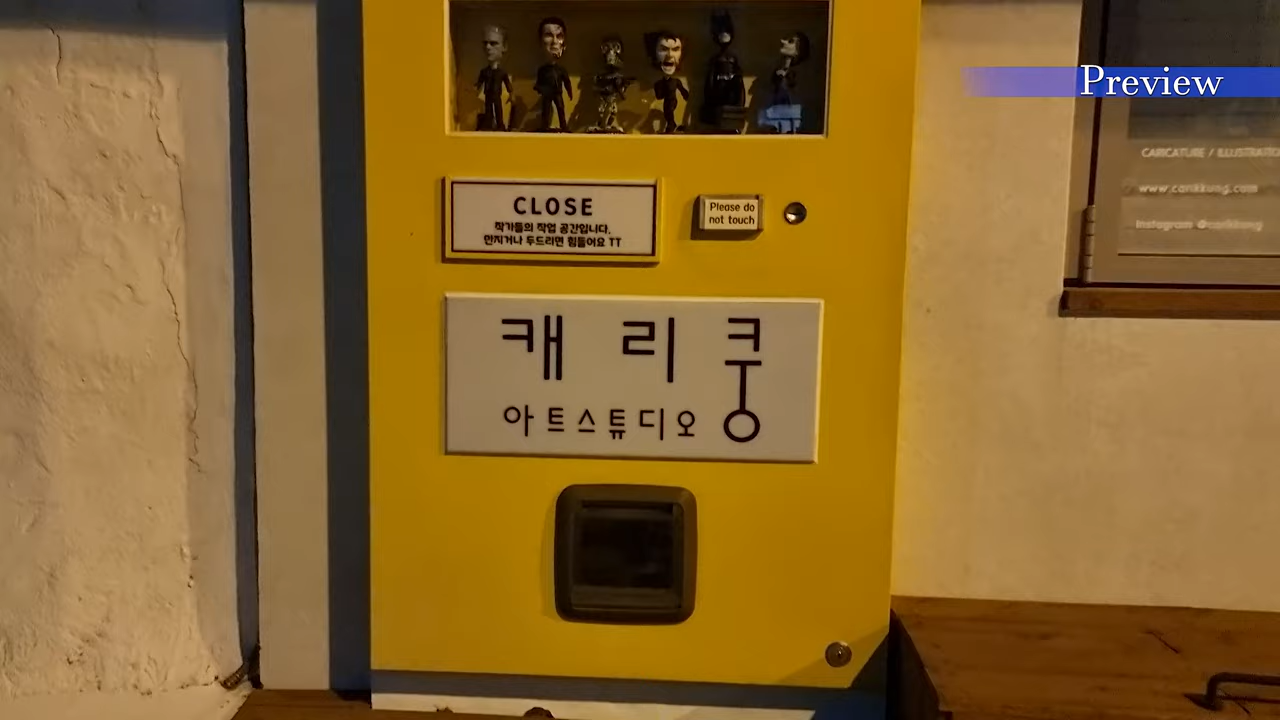 Preview
CLOSE
작가들의 작업 공간입니다.
만지거나 두드리면 힘들어요 TT
Please do
not touch
캐리쿵
아트스튜디오
CARICATURE / ILLUSTRATIO
www.carikkung.com
Instagram @carikkung